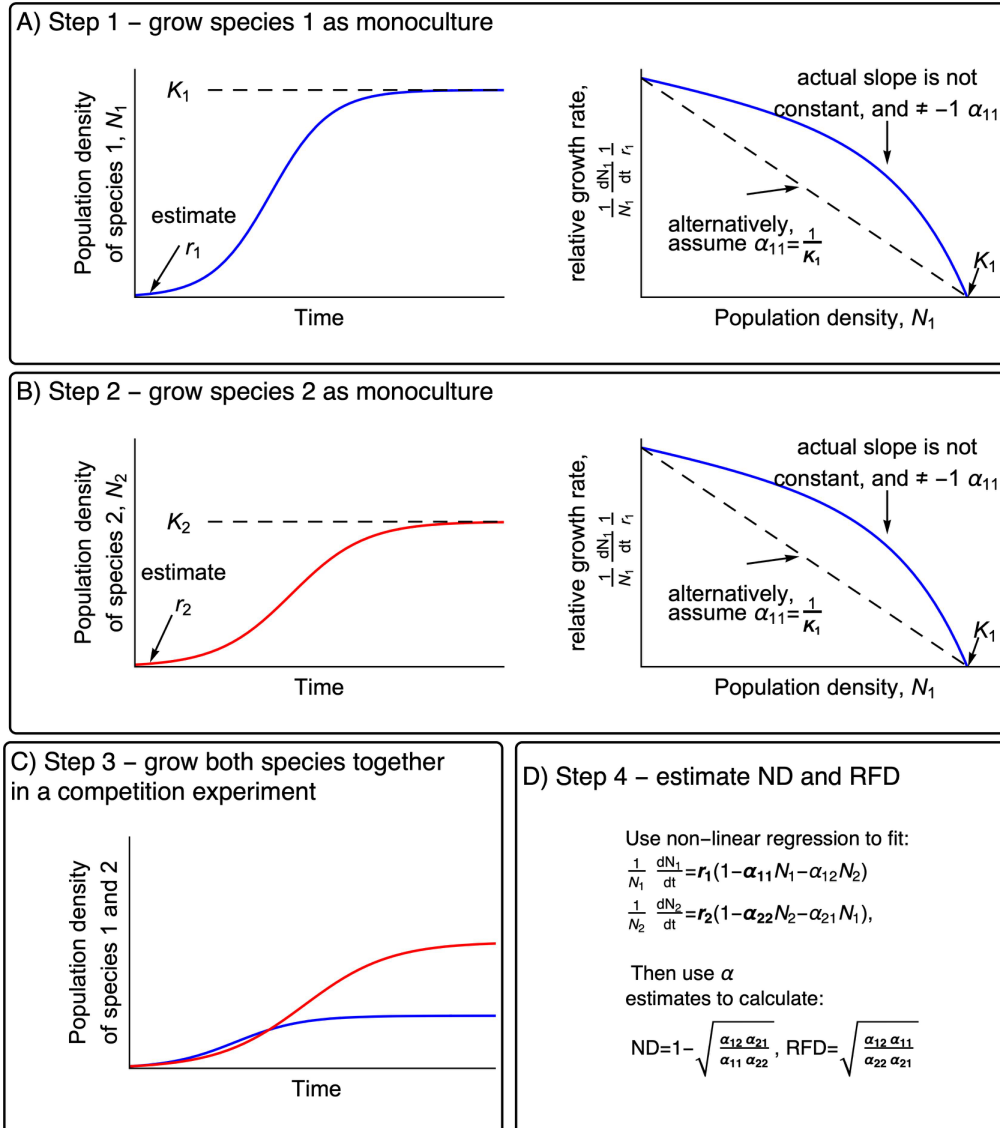 A) Step 1 – grow species 1 as monoculture
Population density
of species 1, N₁
K₁
estimate
r₁
Time
relative growth rate,
1/N₁ dN₁/dt 1/r₁
actual slope is not
constant, and ≠ −1 α₁₁
alternatively,
assume α₁₁=1/K₁
K₁
Population density, N₁
B) Step 2 – grow species 2 as monoculture
Population density
of species 2, N₂
K₂
estimate
r₂
Time
relative growth rate,
1/N₁ dN₁/dt 1/r₁
actual slope is not
constant, and ≠ −1 α₁₁
alternatively,
assume α₁₁=1/K₁
K₁
Population density, N₁
C) Step 3 – grow both species together
in a competition experiment
Population density
of species 1 and 2
Time
D) Step 4 – estimate ND and RFD
Use non–linear regression to fit:
1/N₁ dN₁/dt=r₁(1−α₁₁N₁−α₁₂N₂)
1/N₂ dN₂/dt=r₂(1−α₂₂N₂−α₂₁N₁),
Then use α
estimates to calculate:
ND=1−√(α₁₂ α₂₁/α₁₁ α₂₂), RFD=√(α₁₂ α₁₁/α₂₂ α₂₁)